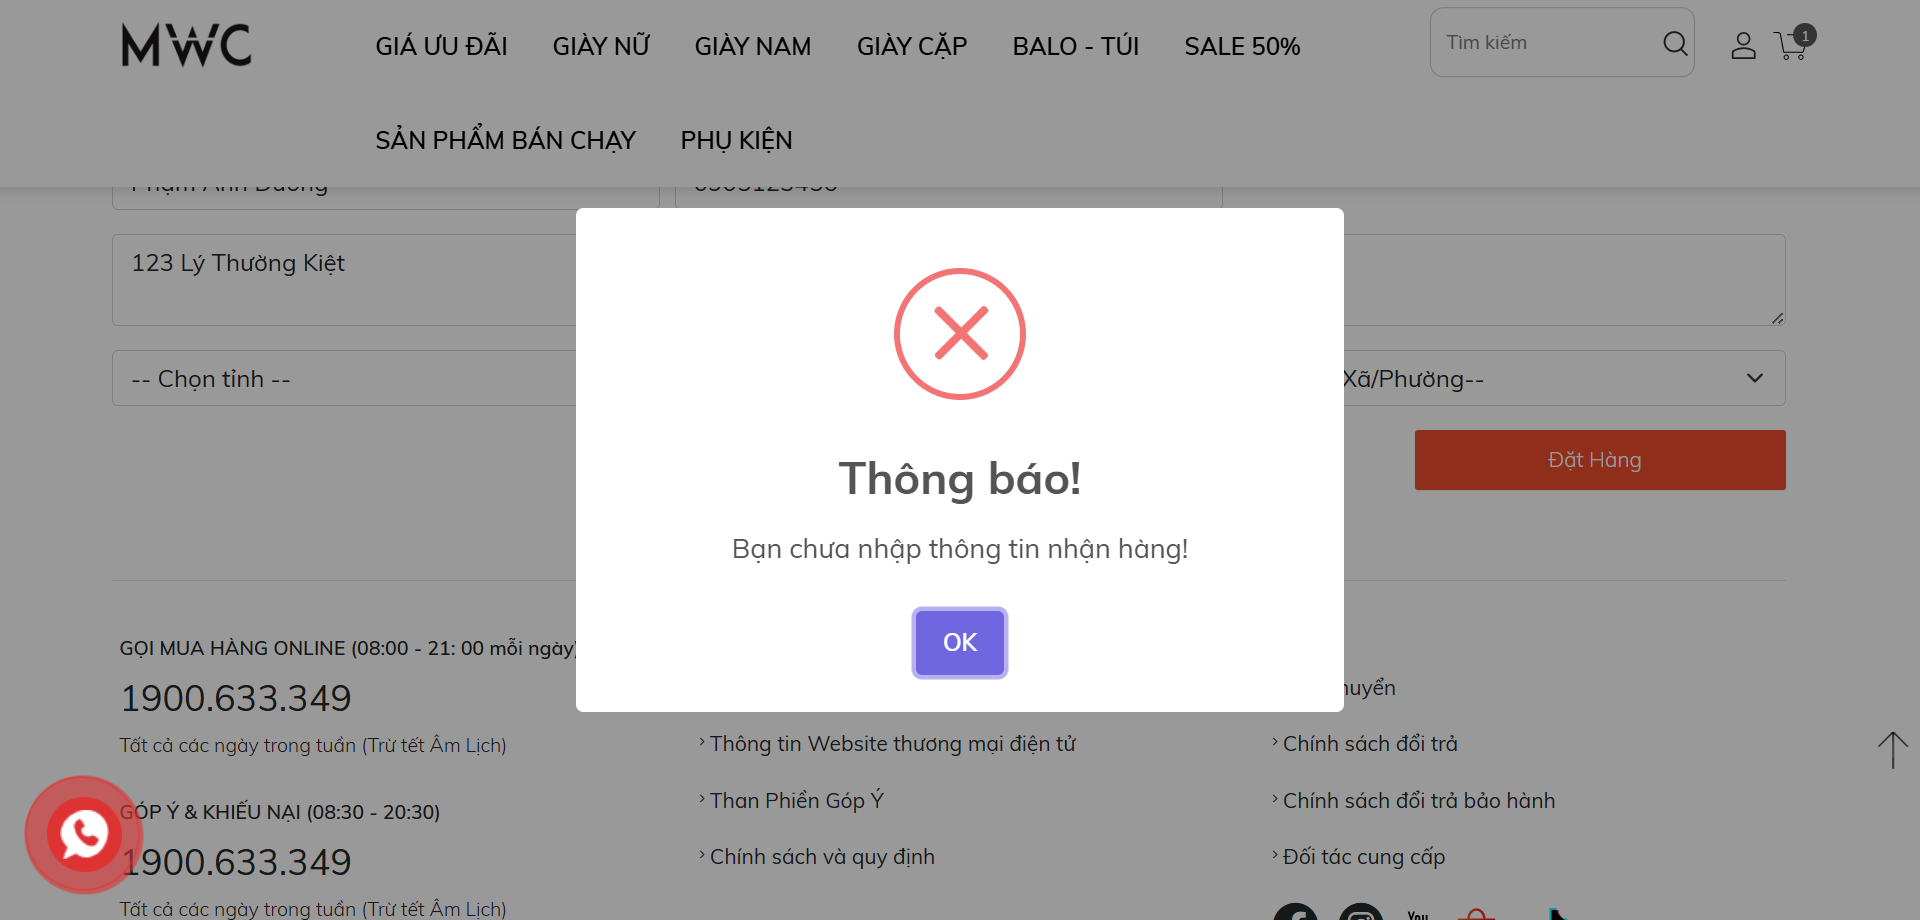 MWC
GIÁ ƯU ĐÃI
GIÀY NỮ
GIÀY NAM
GIÀY CẶP
BALO - TÚI
SALE 50%
Tìm kiếm
1
SẢN PHẨM BÁN CHẠY
PHỤ KIỆN
123 Lý Thường Kiệt
-- Chọn tỉnh --
Xã/Phường--
Đặt Hàng
Thông báo!
Bạn chưa nhập thông tin nhận hàng!
OK
GỌI MUA HÀNG ONLINE (08:00 - 21: 00 mỗi ngày)
1900.633.349
Tất cả các ngày trong tuần (Trừ tết Âm Lịch)
GÓP Ý & KHIẾU NẠI (08:30 - 20:30)
1900.633.349
Tất cả các ngày trong tuần (Trừ tết Âm Lịch)
Thông tin Website thương mại điện tử
Than Phiền Góp Ý
Chính sách và quy định
Chính sách đổi trả
Chính sách đổi trả bảo hành
Đối tác cung cấp
You